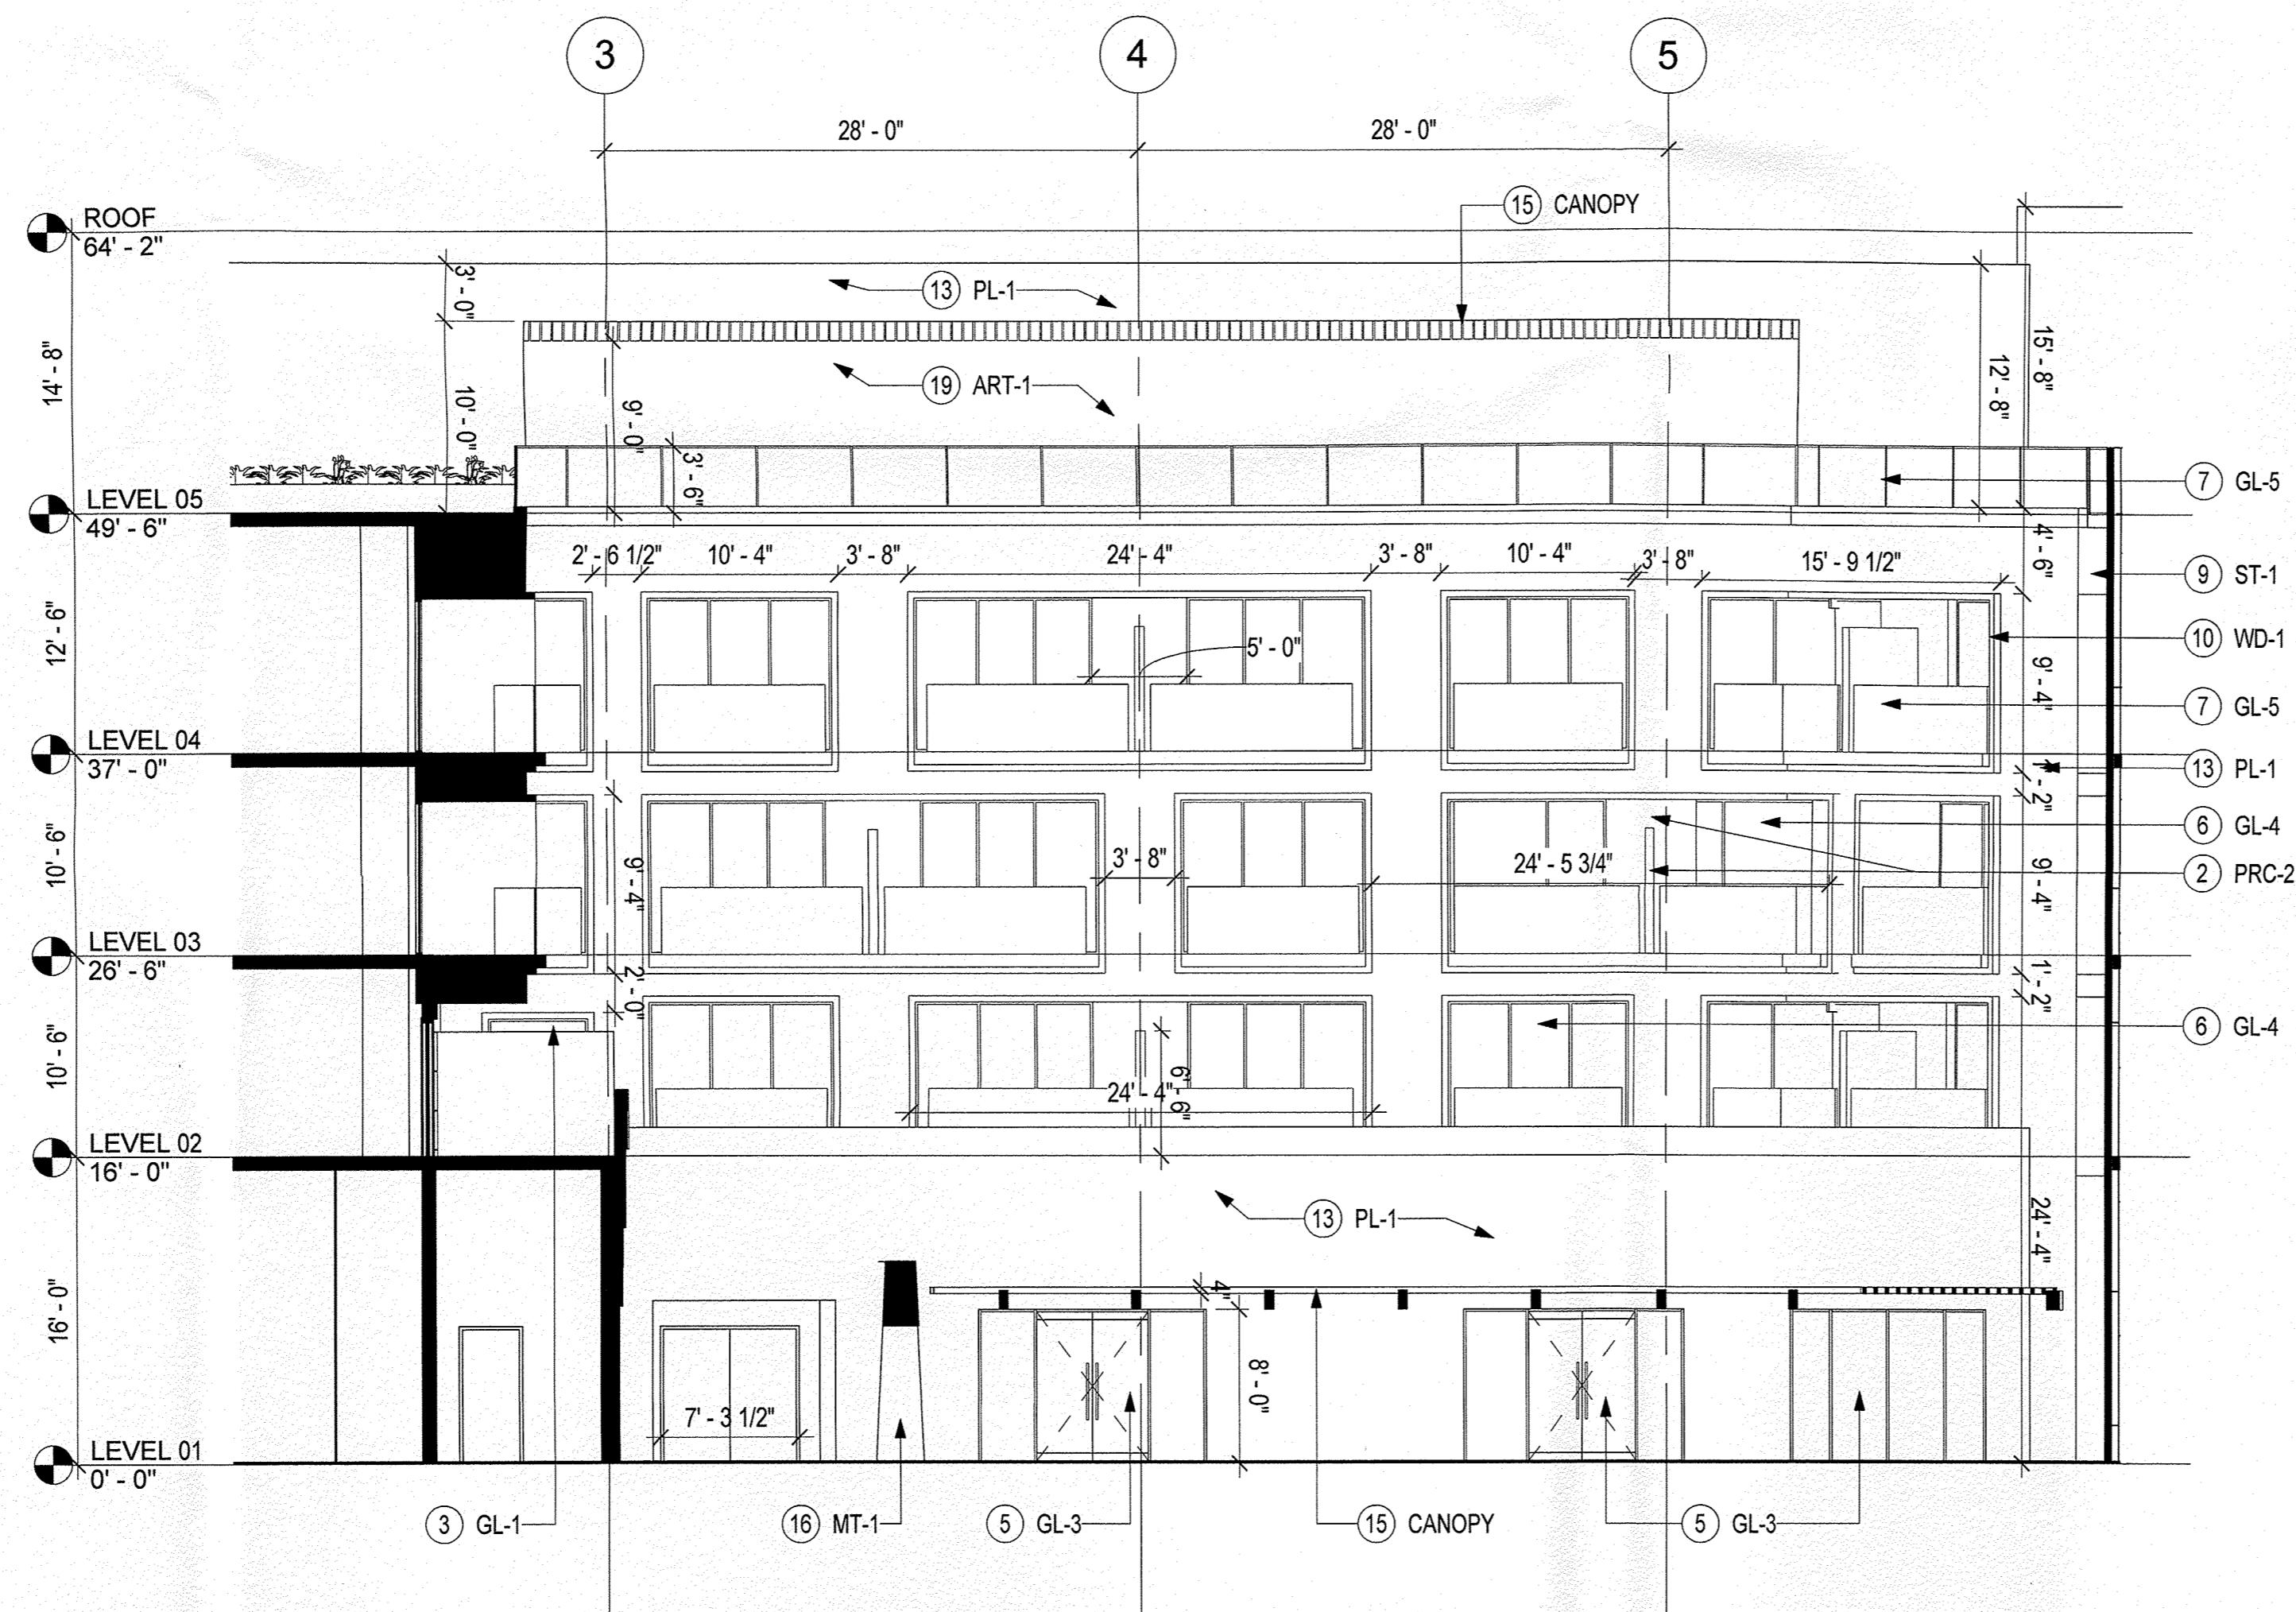 3
4
5
28' - 0"
28' - 0"
15 CANOPY
ROOF
64' - 2"
3' - 0"
13 PL-1
14' - 8"
15' - 8"
12' - 8"
19 ART-1
10' - 0"
9' - 0"
3' - 6"
7 GL-5
LEVEL 05
49' - 6"
2' - 6 1/2"
10' - 4"
3' - 8"
24' - 4"
3' - 8"
10' - 4"
3' - 8"
15' - 9 1/2"
4' - 6"
9 ST-1
12' - 6"
5' - 0"
10 WD-1
9' - 4"
7 GL-5
LEVEL 04
37' - 0"
13 PL-1
1' - 2"
6 GL-4
10' - 6"
9' - 4"
3' - 8"
24' - 5 3/4"
9' - 4"
2 PRC-2
LEVEL 03
26' - 6"
2' - 0"
1' - 2"
6 GL-4
10' - 6"
24' - 4"
6' - 6"
LEVEL 02
16' - 0"
13 PL-1
24' - 4"
16' - 0"
4"
8' - 0"
7' - 3 1/2"
LEVEL 01
0' - 0"
3 GL-1
16 MT-1
5 GL-3
15 CANOPY
5 GL-3